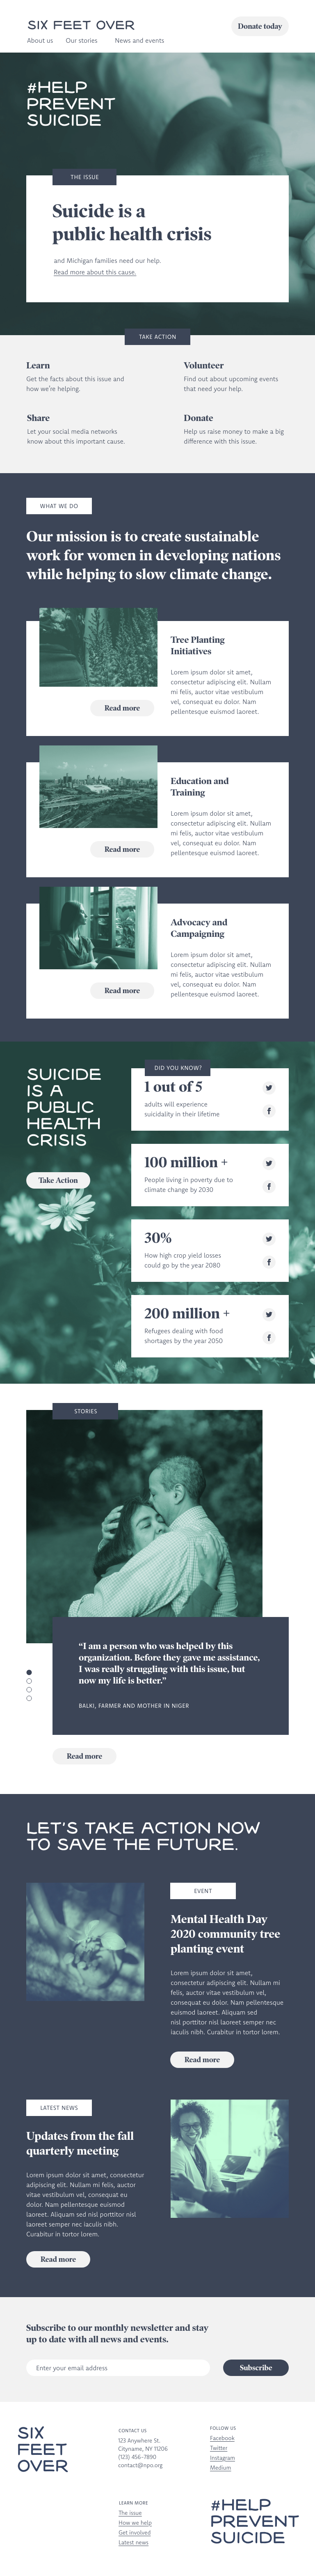 SIX FEET OVER
Donate today
About us Our stories News and events
#HELP
PREVENT
SUICIDE
THE ISSUE
Suicide is a
public health crisis
and Michigan families need our help.
Read more about this cause.
TAKE ACTION
Learn
Get the facts about this issue and
how we're helping.
Volunteer
Find out about upcoming events
that need your help.
Share
Let your social media networks
know about this important cause.
Donate
Help us raise money to make a big
difference with this issue.
WHAT WE DO
Our mission is to create sustainable
work for women in developing nations
while helping to slow climate change.
Tree Planting
Initiatives
Lorem ipsum dolor sit amet,
consectetur adipiscing elit. Nullam
mi felis, auctor vitae vestibulum
vel, consequat eu dolor. Nam
pellentesque euismod laoreet.
Read more
Education and
Training
Lorem ipsum dolor sit amet,
consectetur adipiscing elit. Nullam
mi felis, auctor vitae vestibulum
vel, consequat eu dolor. Nam
pellentesque euismod laoreet.
Read more
Advocacy and
Campaigning
Lorem ipsum dolor sit amet,
consectetur adipiscing elit. Nullam
mi felis, auctor vitae vestibulum
vel, consequat eu dolor. Nam
pellentesque euismod laoreet.
Read more
SUICIDE
IS A
PUBLIC
HEALTH
CRISIS
Take Action
DID YOU KNOW?
1 out of 5
adults will experience
suicidality in their lifetime
100 million +
People living in poverty due to
climate change by 2030
30%
How high crop yield losses
could go by the year 2080
200 million +
Refugees dealing with food
shortages by the year 2050
STORIES
“I am a person who was helped by this
organization. Before they gave me assistance,
I was really struggling with this issue, but
now my life is better.”
BALKI, FARMER AND MOTHER IN NIGER
Read more
LET'S TAKE ACTION NOW
TO SAVE THE FUTURE.
EVENT
Mental Health Day
2020 community tree
planting event
Lorem ipsum dolor sit amet,
consectetur adipiscing elit. Nullam mi
felis, auctor vitae vestibulum vel,
consequat eu dolor. Nam pellentesque
euismod laoreet. Aliquam sed
nisl porttitor nisl laoreet semper nec
iaculis nibh. Curabitur in tortor lorem.
Read more
LATEST NEWS
Updates from the fall
quarterly meeting
Lorem ipsum dolor sit amet, consectetur
adipiscing elit. Nullam mi felis, auctor
vitae vestibulum vel, consequat eu
dolor. Nam pellentesque euismod
laoreet. Aliquam sed nisl porttitor nisl
laoreet semper nec iaculis nibh.
Curabitur in tortor lorem.
Read more
Subscribe to our monthly newsletter and stay
up to date with all news and events.
Enter your email address
Subscribe
SIX
FEET
OVER
CONTACT US
123 Anywhere St.
Cityname, NY 11206
(123) 456-7890
contact@npo.org
FOLLOW US
Facebook
Twitter
Instagram
Medium
LEARN MORE
The issue
How we help
Get involved
Latest news
#HELP
PREVENT
SUICIDE